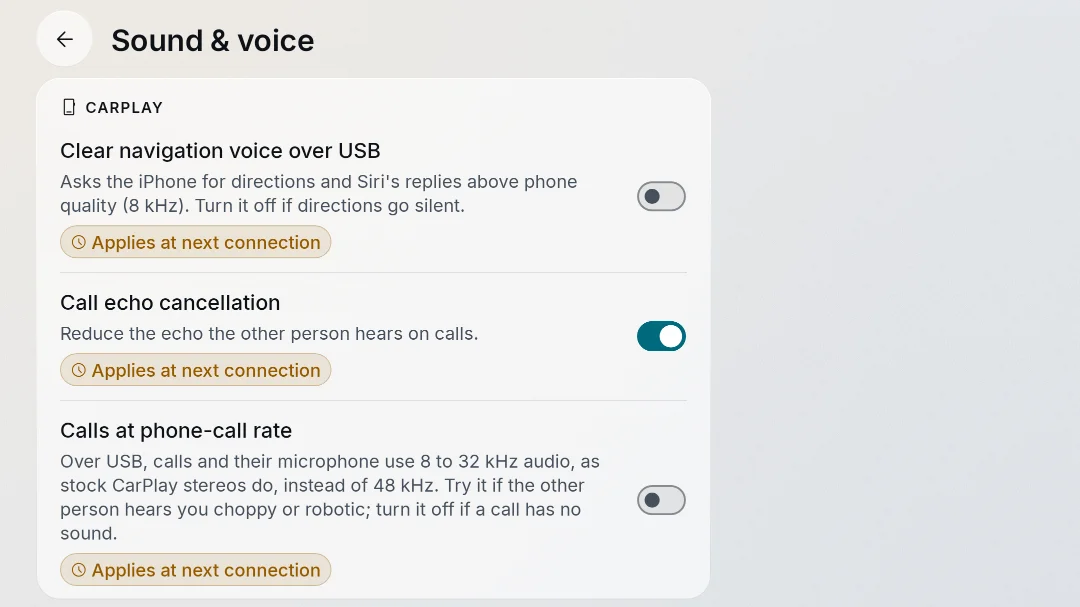 Sound & voice
CARPLAY
Clear navigation voice over USB
Asks the iPhone for directions and Siri's replies above phone
quality (8 kHz). Turn it off if directions go silent.
Applies at next connection
Call echo cancellation
Reduce the echo the other person hears on calls.
Applies at next connection
Calls at phone-call rate
Over USB, calls and their microphone use 8 to 32 kHz audio, as
stock CarPlay stereos do, instead of 48 kHz. Try it if the other
person hears you choppy or robotic; turn it off if a call has no
sound.
Applies at next connection